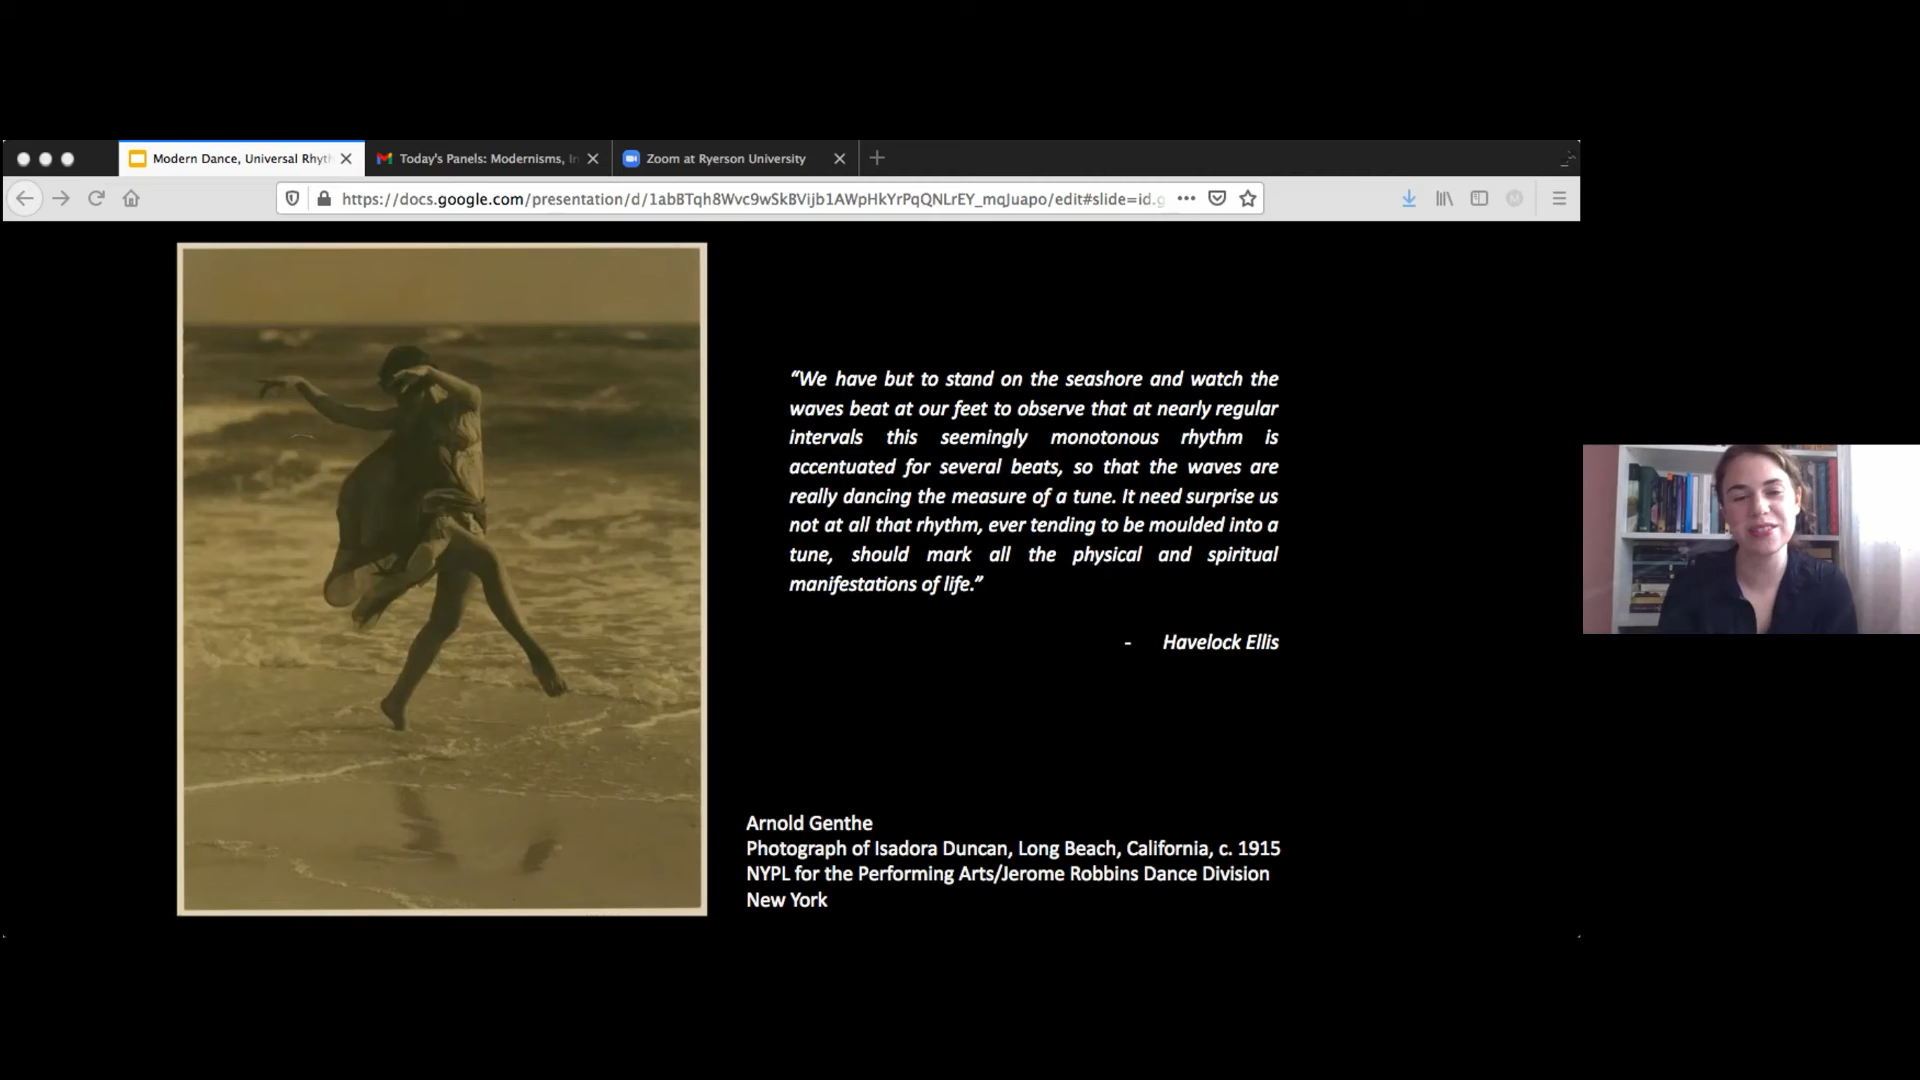 Modern Dance, Universal Rhyth
Today's Panels: Modernisms, In
Zoom at Ryerson University
https://docs.google.com/presentation/d/1abBTqh8Wvc9wSkBVijb1AWpHkYrPqQNLrEY_mqJuapo/edit#slide=id.g
“We have but to stand on the seashore and watch the
waves beat at our feet to observe that at nearly regular
intervals this seemingly monotonous rhythm is
accentuated for several beats, so that the waves are
really dancing the measure of a tune. It need surprise us
not at all that rhythm, ever tending to be moulded into a
tune, should mark all the physical and spiritual
manifestations of life.”
- Havelock Ellis
Arnold Genthe
Photograph of Isadora Duncan, Long Beach, California, c. 1915
NYPL for the Performing Arts/Jerome Robbins Dance Division
New York